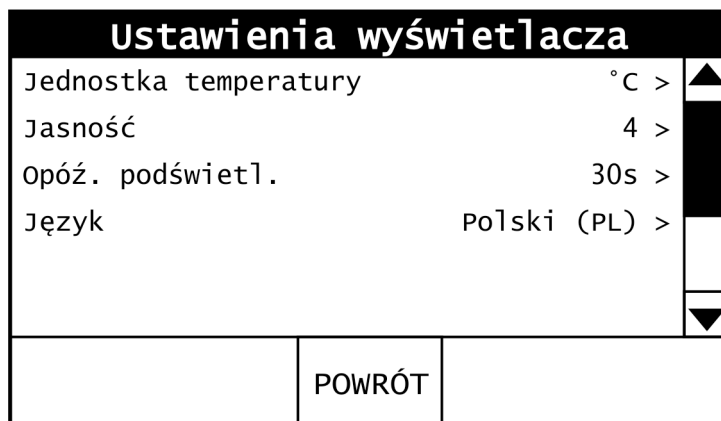 Ustawienia wyświetlacza
Jednostka temperatury °C >
Jasność 4 >
Opóź. podświetl. 30s >
Język Polski (PL) >
POWRÓT